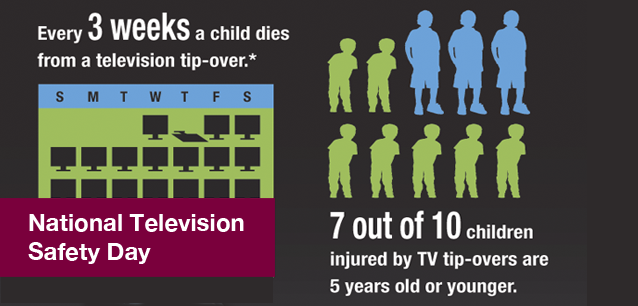 Every 3 weeks a child dies
from a television tip-over.*
S M T W T F S
National Television
Safety Day
7 out of 10 children
injured by TV tip-overs are
5 years old or younger.